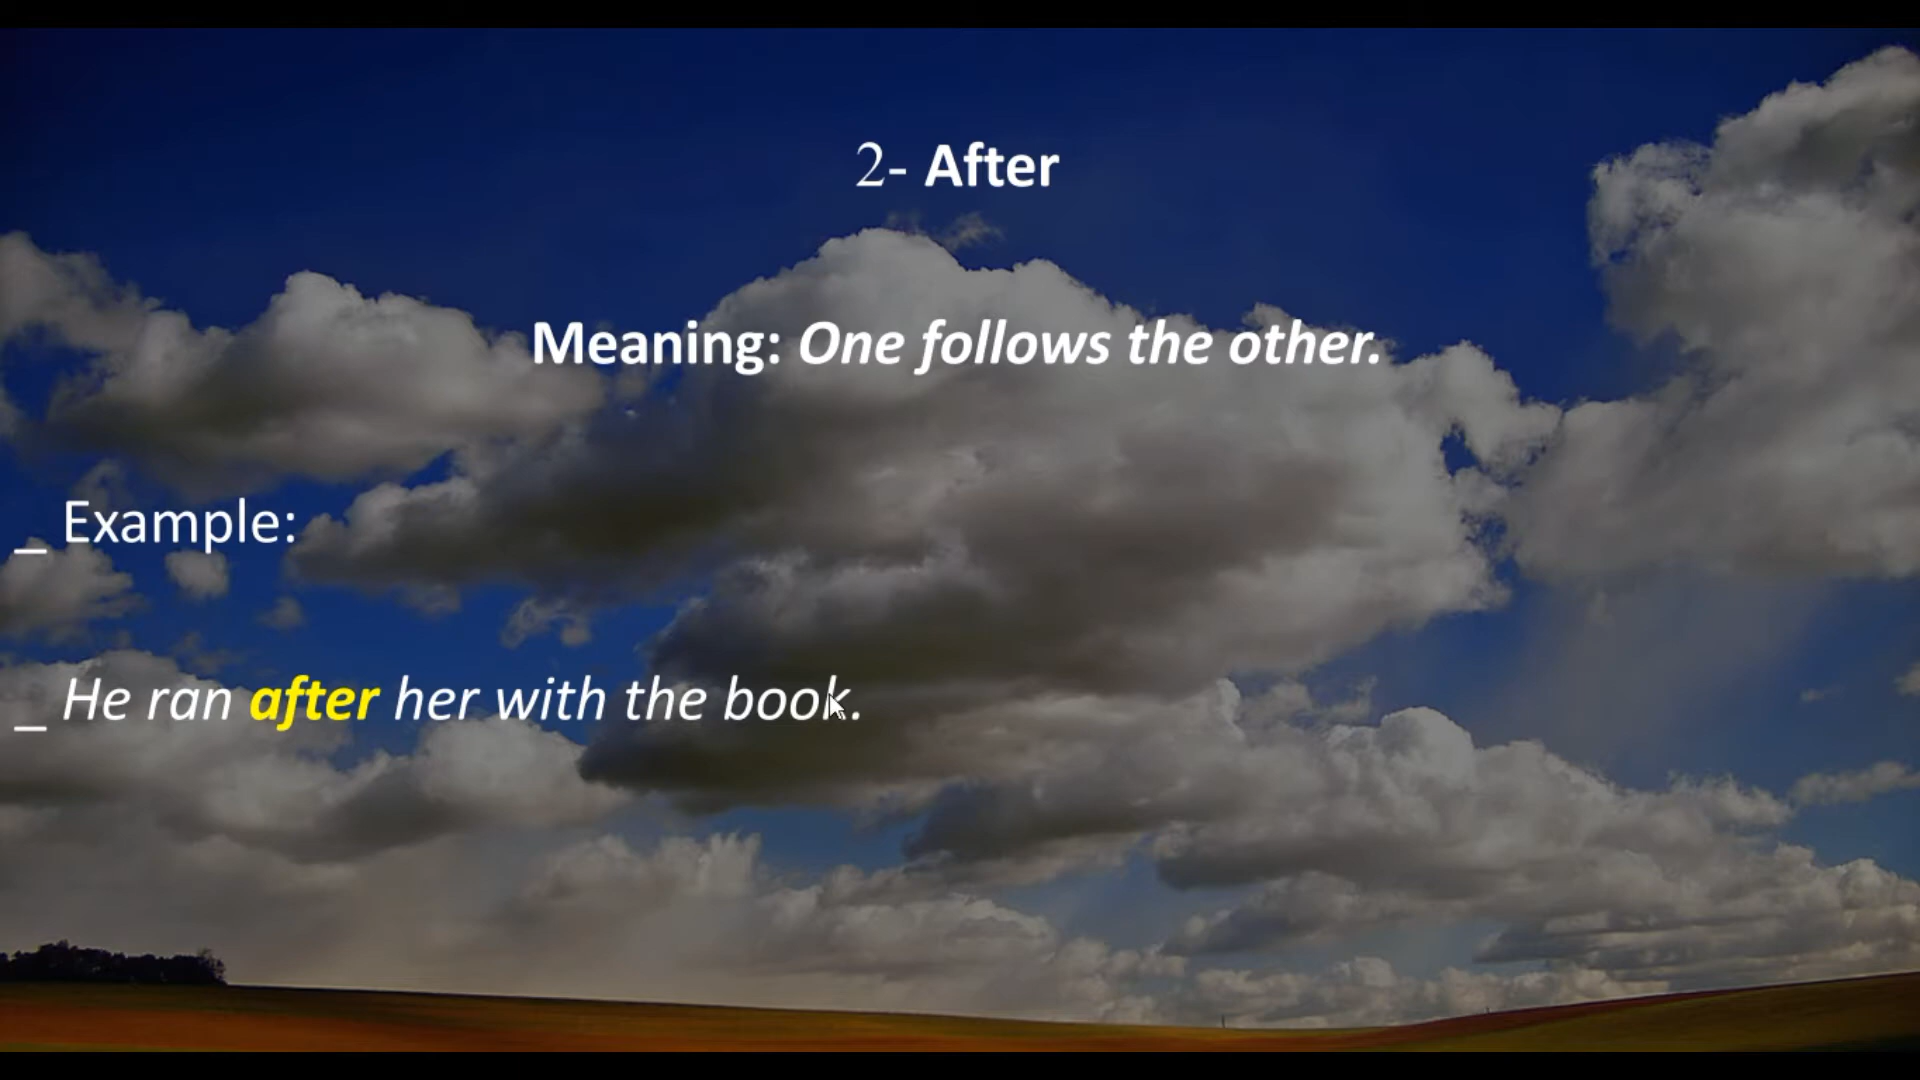 2- After
Meaning: One follows the other.
_ Example:
_ He ran after her with the book.